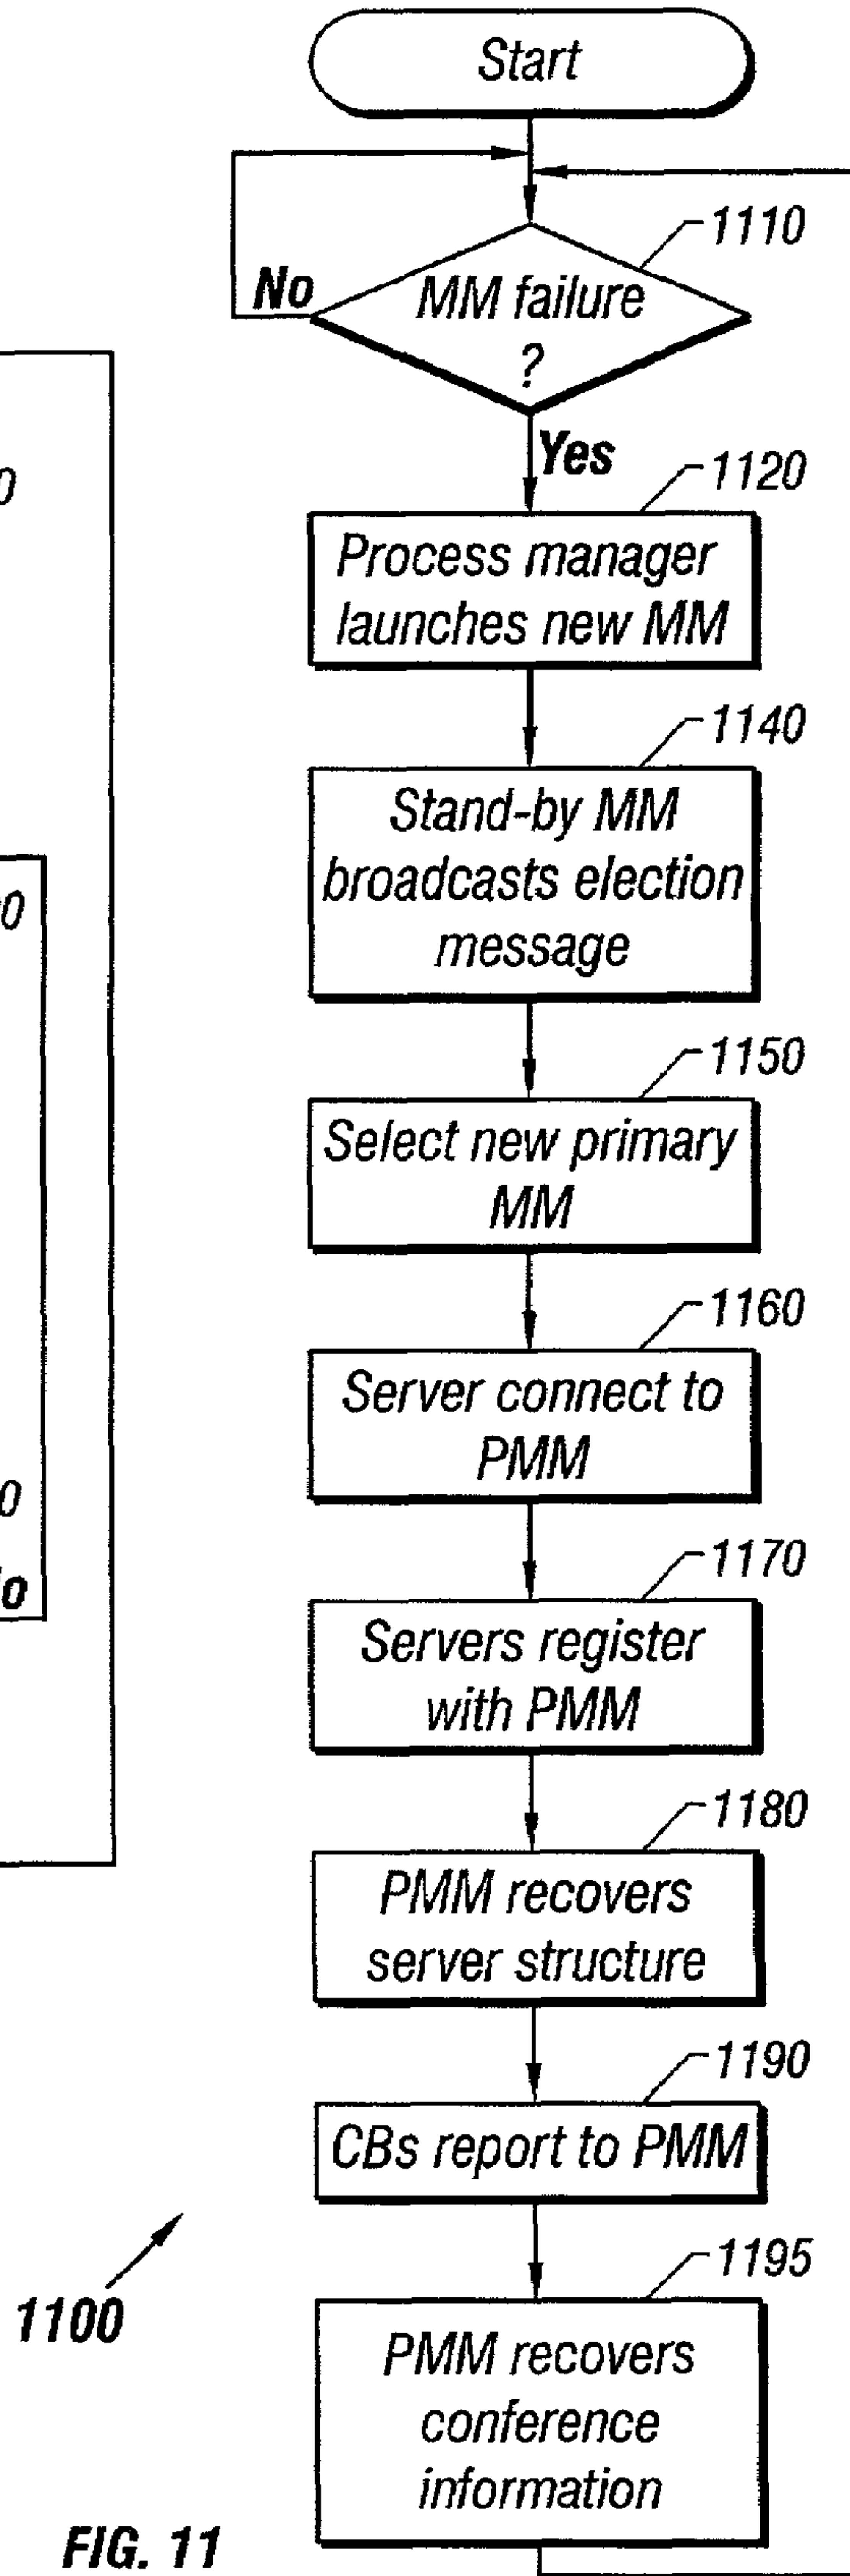 Start
1110
MM failure
?
No
Yes
1120
Process manager
launches new MM
1140
Stand-by MM
broadcasts election
message
1150
Select new primary
MM
1160
Server connect to
PMM
1170
Servers register
with PMM
1180
PMM recovers
server structure
1190
CBs report to PMM
1195
PMM recovers
conference
information
1100
FIG. 11